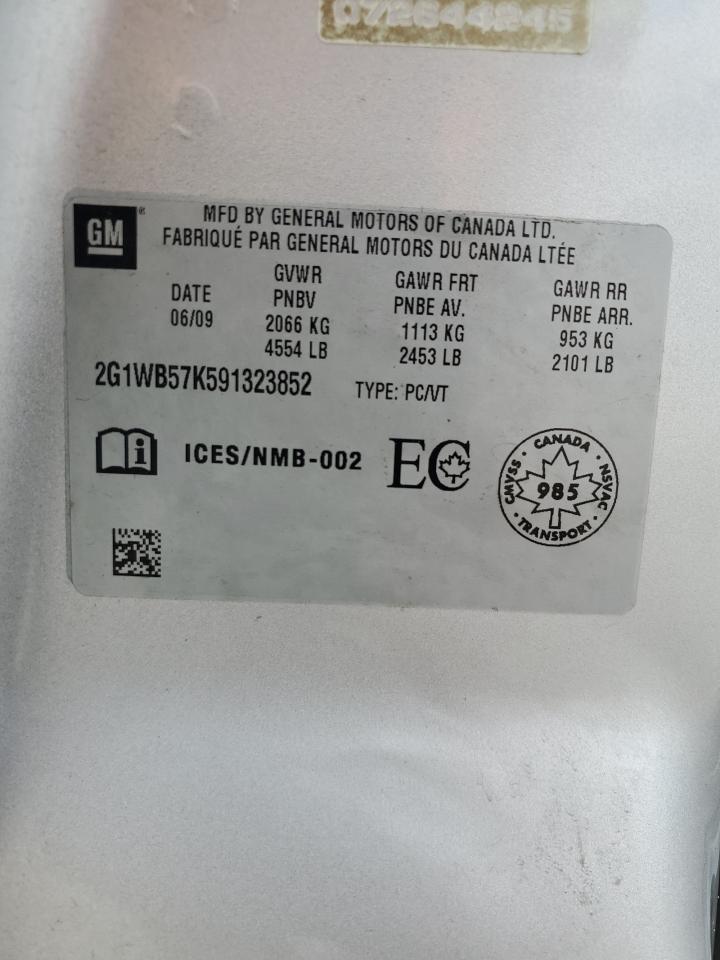 072644245
GM
MFD BY GENERAL MOTORS OF CANADA LTD.
FABRIQUÉ PAR GENERAL MOTORS DU CANADA LTÉE
DATE
06/09
GVWR
PNBV
2066 KG
4554 LB
GAWR FRT
PNBE AV.
1113 KG
2453 LB
GAWR RR
PNBE ARR.
953 KG
2101 LB
2G1WB57K591323852 TYPE: PC/VT
i ICES/NMB-002 EC
CANADA
CMVSS • NSVAC
985
TRANSPORT